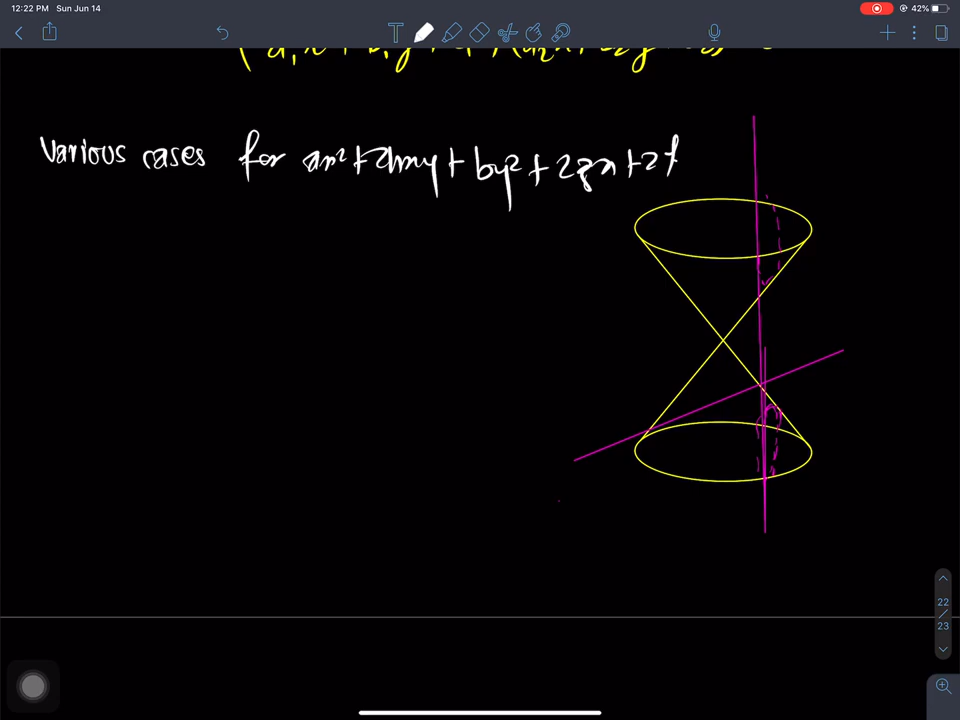 12:22 PM Sun Jun 14
42%
T
Various cases for ax² + 2hxy + by² + 2gx + 2f
22
/
23